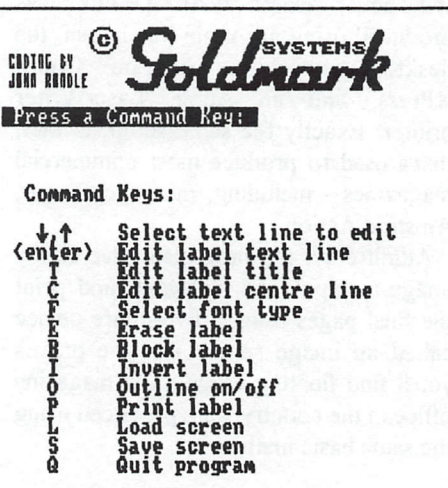 ©
SYSTEMS
CODING BY
JOHN RANDLE
Goldmark
Press a Command Key:
Command Keys:
↓,↑ Select text line to edit
<enter> Edit label text line
T Edit label title
C Edit label centre line
F Select font type
E Erase label
B Block label
I Invert label
O Outline on/off
P Print label
L Load screen
S Save screen
Q Quit program